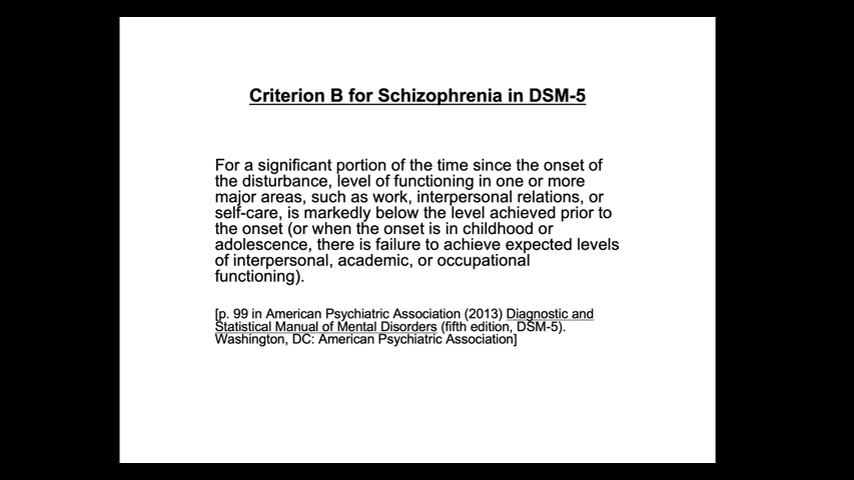 Criterion B for Schizophrenia in DSM-5
For a significant portion of the time since the onset of
the disturbance, level of functioning in one or more
major areas, such as work, interpersonal relations, or
self-care, is markedly below the level achieved prior to
the onset (or when the onset is in childhood or
adolescence, there is failure to achieve expected levels
of interpersonal, academic, or occupational
functioning).
[p. 99 in American Psychiatric Association (2013) Diagnostic and
Statistical Manual of Mental Disorders (fifth edition, DSM-5).
Washington, DC: American Psychiatric Association]